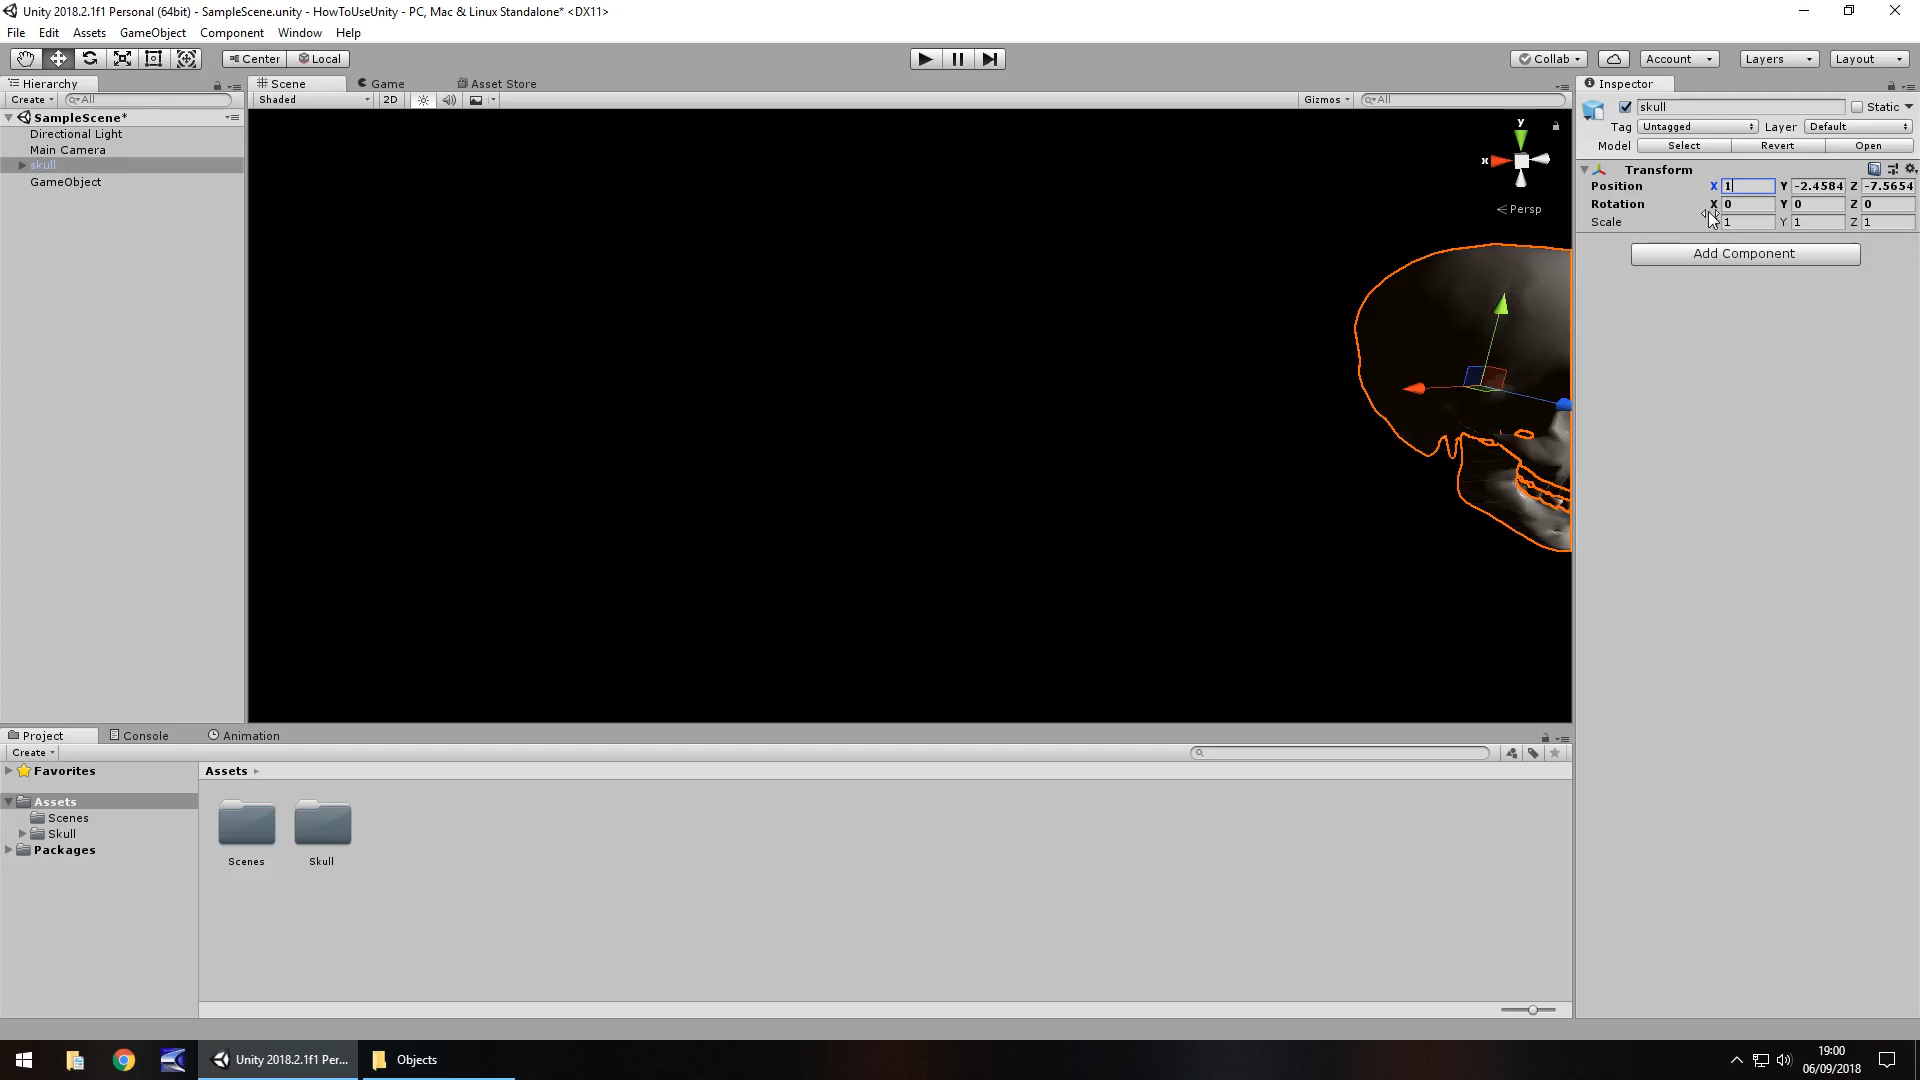 Unity 2018.2.1f1 Personal (64bit) - SampleScene.unity - HowToUseUnity - PC, Mac & Linux Standalone* <DX11>
File Edit Assets GameObject Component Window Help
Center Local Collab Account Layers Layout
Hierarchy Scene Game Asset Store Inspector
Create All Shaded 2D Gizmos All skull Static
SampleScene*
Directional Light
Main Camera
skull
GameObject
y
x
Persp
Tag Untagged Layer Default
Model Select Revert Open
Transform
Position X 1 Y -2.4584 Z -7.5654
Rotation X 0 Y 0 Z 0
Scale 1 Y 1 Z 1
Add Component
Project Console Animation
Create
Favorites
Assets
Scenes
Skull
Packages
Assets
Scenes Skull
Unity 2018.2.1f1 Per... Objects
19:00
06/09/2018